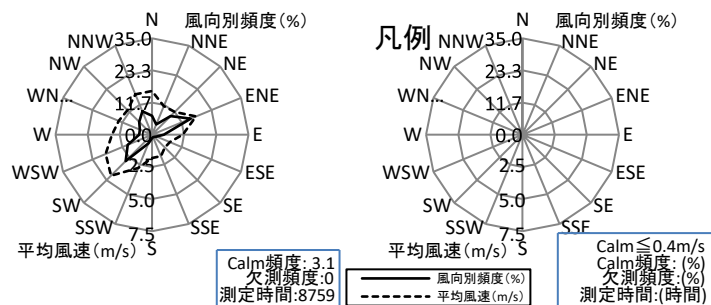 N 風向別頻度(%)
35.0
NNW NNE
NW 23.3 NE
WN... 11.7 ENE
W 0.0 E
WSW 2.5 ESE
SW 5.0 SE
SSW SSE
7.5
平均風速(m/s) S
Calm頻度: 3.1
欠測頻度:0
測定時間:8759
凡例
N 風向別頻度(%)
35.0
NNW NNE
NW 23.3 NE
WNW 11.7 ENE
W 0.0 E
WSW 2.5 ESE
SW 5.0 SE
SSW SSE
7.5
平均風速(m/s) S
Calm≦0.4m/s
Calm頻度: (%)
欠測頻度:(%)
測定時間:(時間)
風向別頻度(%)
平均風速(m/s)